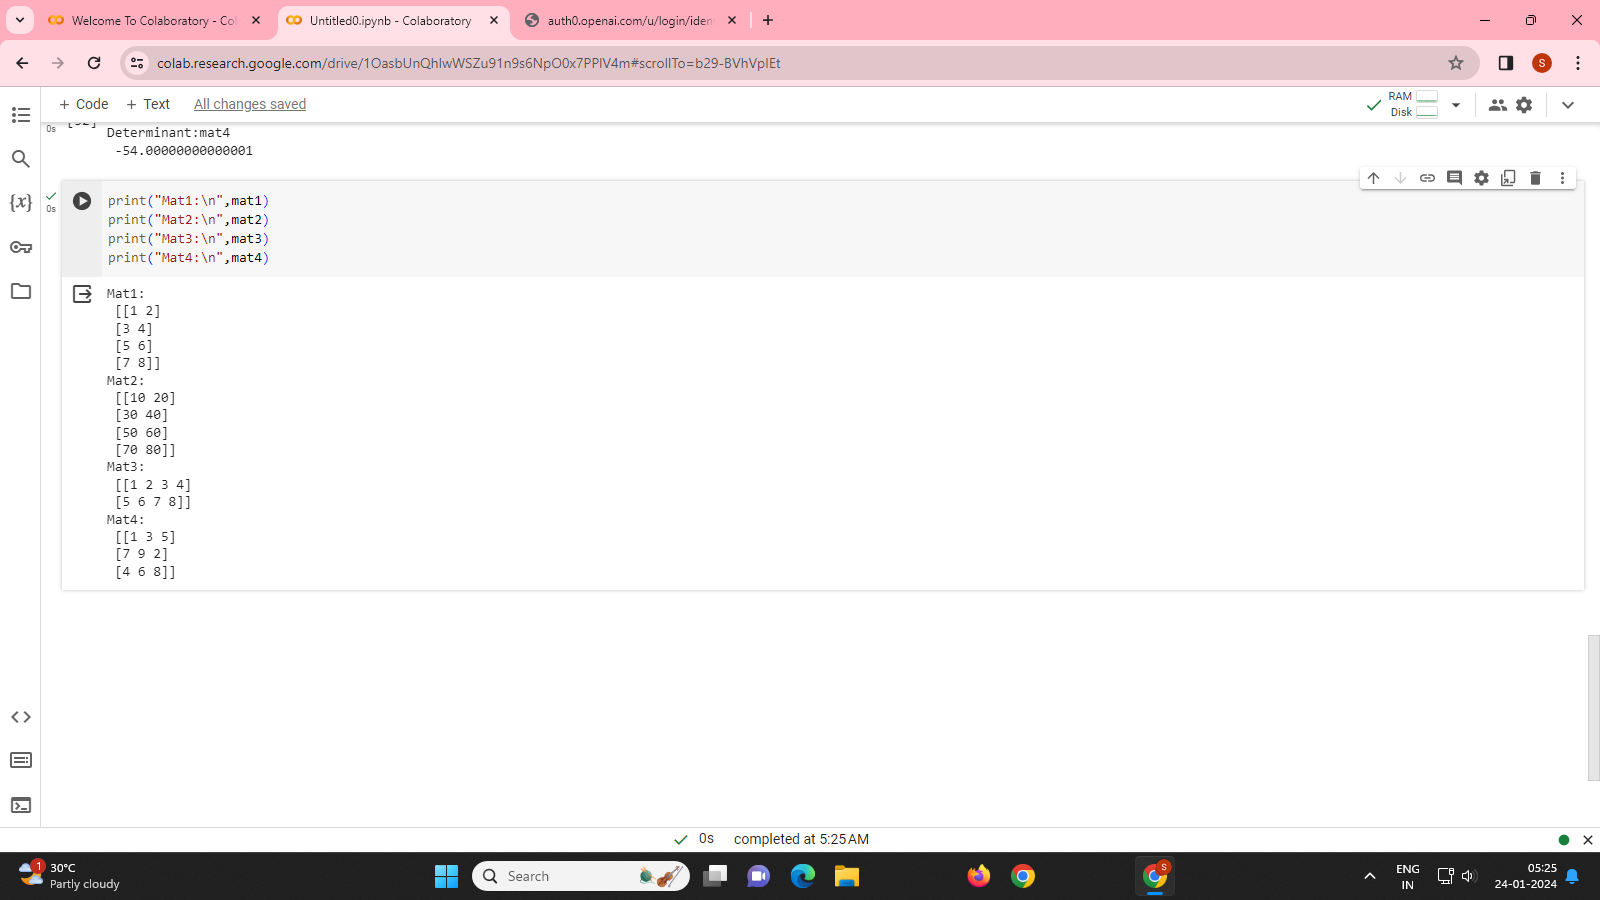 Welcome To Colaboratory - Co
Untitled0.ipynb - Colaboratory
auth0.openai.com/u/login/iden
colab.research.google.com/drive/1OasbUnQhlwWSZu91n9s6NpO0x7PPlV4m#scrollTo=b29-BVhVplEt
S
+ Code + Text All changes saved
RAM
Disk
0s
Determinant:mat4
-54.00000000000001
{x}
0s
print("Mat1:\n",mat1)
print("Mat2:\n",mat2)
print("Mat3:\n",mat3)
print("Mat4:\n",mat4)
Mat1:
[[1 2]
[3 4]
[5 6]
[7 8]]
Mat2:
[[10 20]
[30 40]
[50 60]
[70 80]]
Mat3:
[[1 2 3 4]
[5 6 7 8]]
Mat4:
[[1 3 5]
[7 9 2]
[4 6 8]]
0s completed at 5:25 AM
1
30°C
Partly cloudy
Search
S
ENG
IN
05:25
24-01-2024